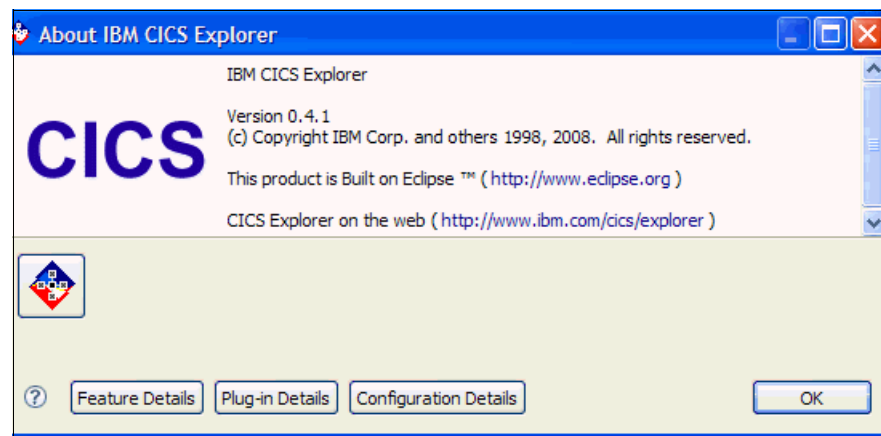 About IBM CICS Explorer
IBM CICS Explorer
CICS
Version 0.4.1
(c) Copyright IBM Corp. and others 1998, 2008. All rights reserved.
This product is Built on Eclipse ™ ( http://www.eclipse.org )
CICS Explorer on the web ( http://www.ibm.com/cics/explorer )
? Feature Details Plug-in Details Configuration Details OK